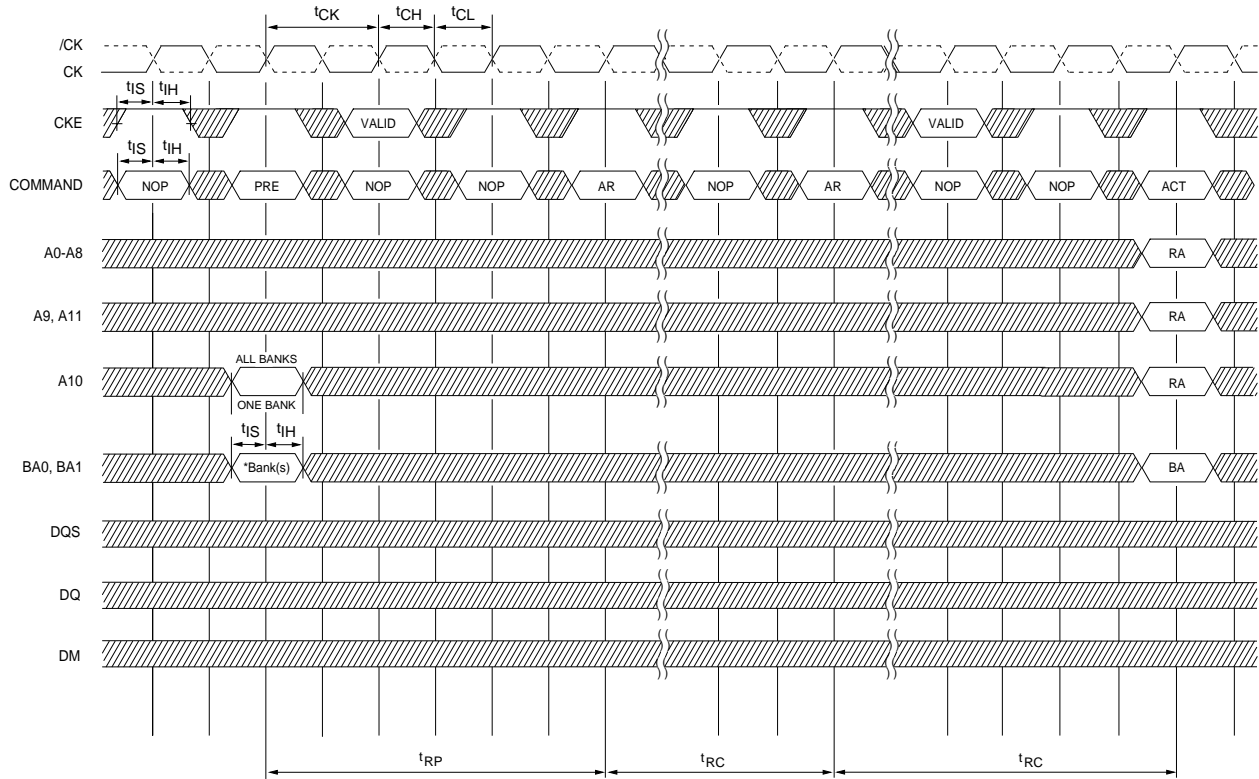 tCK tCH tCL
/CK
CK
tIS tIH
CKE VALID VALID
tIS tIH
COMMAND NOP PRE NOP NOP AR NOP AR NOP NOP ACT
A0-A8 RA
A9, A11 RA
ALL BANKS
A10 RA
ONE BANK
tIS tIH
BA0, BA1 *Bank(s) BA
DQS
DQ
DM
tRP tRC tRC